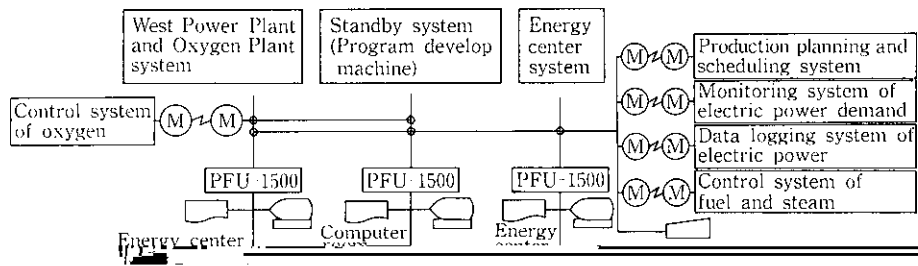 West Power Plant
and Oxygen Plant
system
Standby system
(Program develop
machine)
Energy
center
system
Control system
of oxygen
M M
M M
Production planning and
scheduling system
M M
Monitoring system of
electric power demand
M M
Data logging system of
electric power
M M
Control system of
fuel and steam
PFU-1500
PFU-1500
PFU-1500
Energy center
Computer
Energy